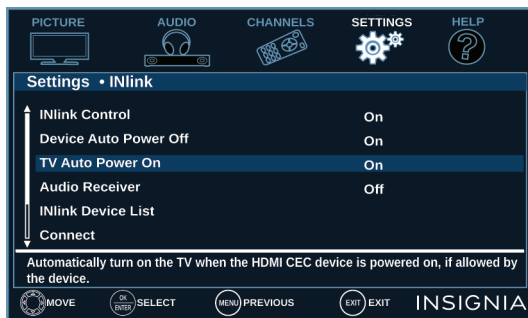 PICTURE AUDIO CHANNELS SETTINGS HELP
Settings • INlink
INlink Control On
Device Auto Power Off On
TV Auto Power On On
Audio Receiver Off
INlink Device List
Connect
Automatically turn on the TV when the HDMI CEC device is powered on, if allowed by
the device.
MOVE OK ENTER SELECT MENU PREVIOUS EXIT EXIT INSIGNIA